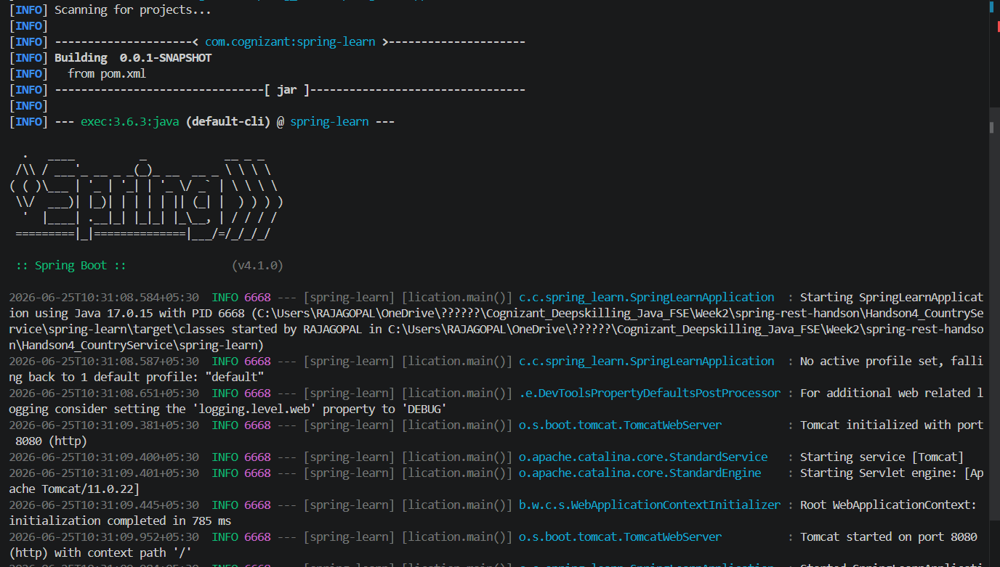 [INFO] Scanning for projects...
[INFO]
[INFO] ---------------------< com.cognizant:spring-learn >---------------------
[INFO] Building  0.0.1-SNAPSHOT
[INFO]   from pom.xml
[INFO] --------------------------------[ jar ]---------------------------------
[INFO]
[INFO] --- exec:3.6.3:java (default-cli) @ spring-learn ---
  .   ____          _            __ _ _
 /\\ / ___'_ __ _ _(_)_ __  __ _ \ \ \ \
( ( )\___ | '_ | '_| | '_ \/ _` | \ \ \ \
 \\/  ___)| |_)| | | | | || (_| |  ) ) ) )
  '  |____| .__|_| |_|_| |_\__, | / / / /
 =========|_|==============|___/=/_/_/_/
 :: Spring Boot ::                (v4.1.0)
2026-06-25T10:31:08.584+05:30  INFO 6668 --- [spring-learn] [lication.main()] c.c.spring_learn.SpringLearnApplication  : Starting SpringLearnApplicat
ion using Java 17.0.15 with PID 6668 (C:\Users\RAJAGOPAL\OneDrive\??????\Cognizant_Deepskilling_Java_FSE\Week2\spring-rest-handson\Handson4_CountrySe
rvice\spring-learn\target\classes started by RAJAGOPAL in C:\Users\RAJAGOPAL\OneDrive\??????\Cognizant_Deepskilling_Java_FSE\Week2\spring-rest-handso
n\Handson4_CountryService\spring-learn)
2026-06-25T10:31:08.587+05:30  INFO 6668 --- [spring-learn] [lication.main()] c.c.spring_learn.SpringLearnApplication  : No active profile set, falli
ng back to 1 default profile: "default"
2026-06-25T10:31:08.651+05:30  INFO 6668 --- [spring-learn] [lication.main()] .e.DevToolsPropertyDefaultsPostProcessor : For additional web related l
ogging consider setting the 'logging.level.web' property to 'DEBUG'
2026-06-25T10:31:09.381+05:30  INFO 6668 --- [spring-learn] [lication.main()] o.s.boot.tomcat.TomcatWebServer          : Tomcat initialized with port
 8080 (http)
2026-06-25T10:31:09.400+05:30  INFO 6668 --- [spring-learn] [lication.main()] o.apache.catalina.core.StandardService   : Starting service [Tomcat]
2026-06-25T10:31:09.401+05:30  INFO 6668 --- [spring-learn] [lication.main()] o.apache.catalina.core.StandardEngine    : Starting Servlet engine: [Ap
ache Tomcat/11.0.22]
2026-06-25T10:31:09.445+05:30  INFO 6668 --- [spring-learn] [lication.main()] b.w.c.s.WebApplicationContextInitializer : Root WebApplicationContext:
initialization completed in 785 ms
2026-06-25T10:31:09.952+05:30  INFO 6668 --- [spring-learn] [lication.main()] o.s.boot.tomcat.TomcatWebServer          : Tomcat started on port 8080
(http) with context path '/'